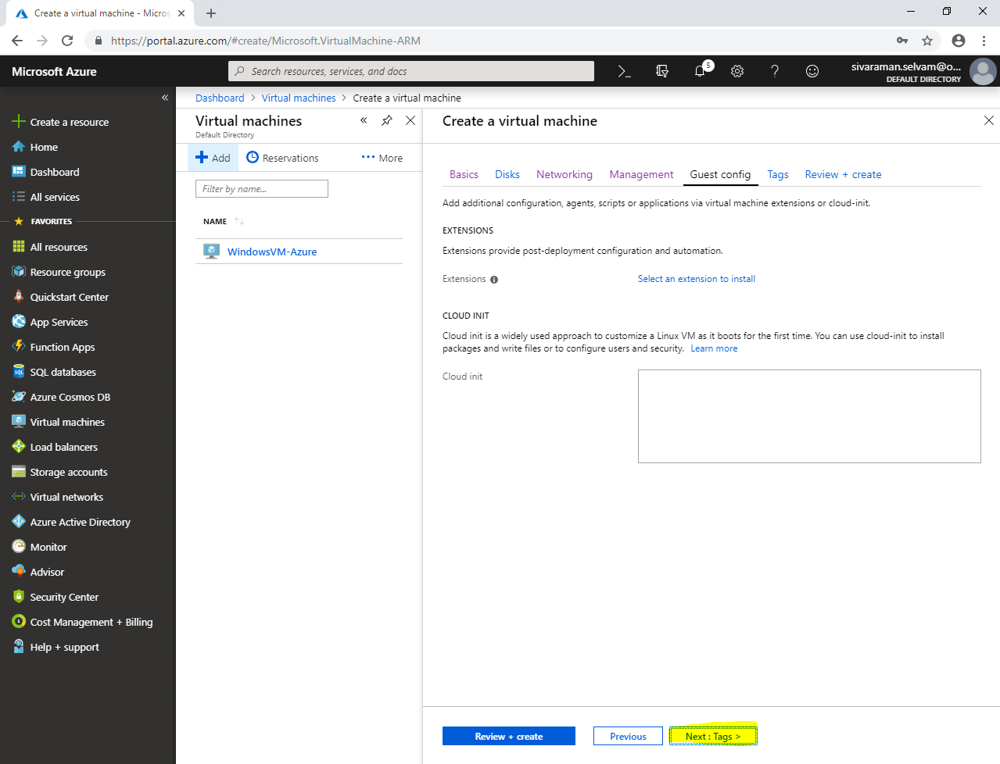 Create a virtual machine - Micros
https://portal.azure.com/#create/Microsoft.VirtualMachine-ARM
Microsoft Azure
Search resources, services, and docs
5
sivaraman.selvam@o...
DEFAULT DIRECTORY
Create a resource
Home
Dashboard
All services
FAVORITES
All resources
Resource groups
Quickstart Center
App Services
Function Apps
SQL databases
Azure Cosmos DB
Virtual machines
Load balancers
Storage accounts
Virtual networks
Azure Active Directory
Monitor
Advisor
Security Center
Cost Management + Billing
Help + support
Dashboard > Virtual machines > Create a virtual machine
Virtual machines
Default Directory
Add Reservations ... More
Filter by name...
NAME
WindowsVM-Azure
Create a virtual machine
Basics Disks Networking Management Guest config Tags Review + create
Add additional configuration, agents, scripts or applications via virtual machine extensions or cloud-init.
EXTENSIONS
Extensions provide post-deployment configuration and automation.
Extensions Select an extension to install
CLOUD INIT
Cloud init is a widely used approach to customize a Linux VM as it boots for the first time. You can use cloud-init to install
packages and write files or to configure users and security. Learn more
Cloud init
Review + create Previous Next : Tags >